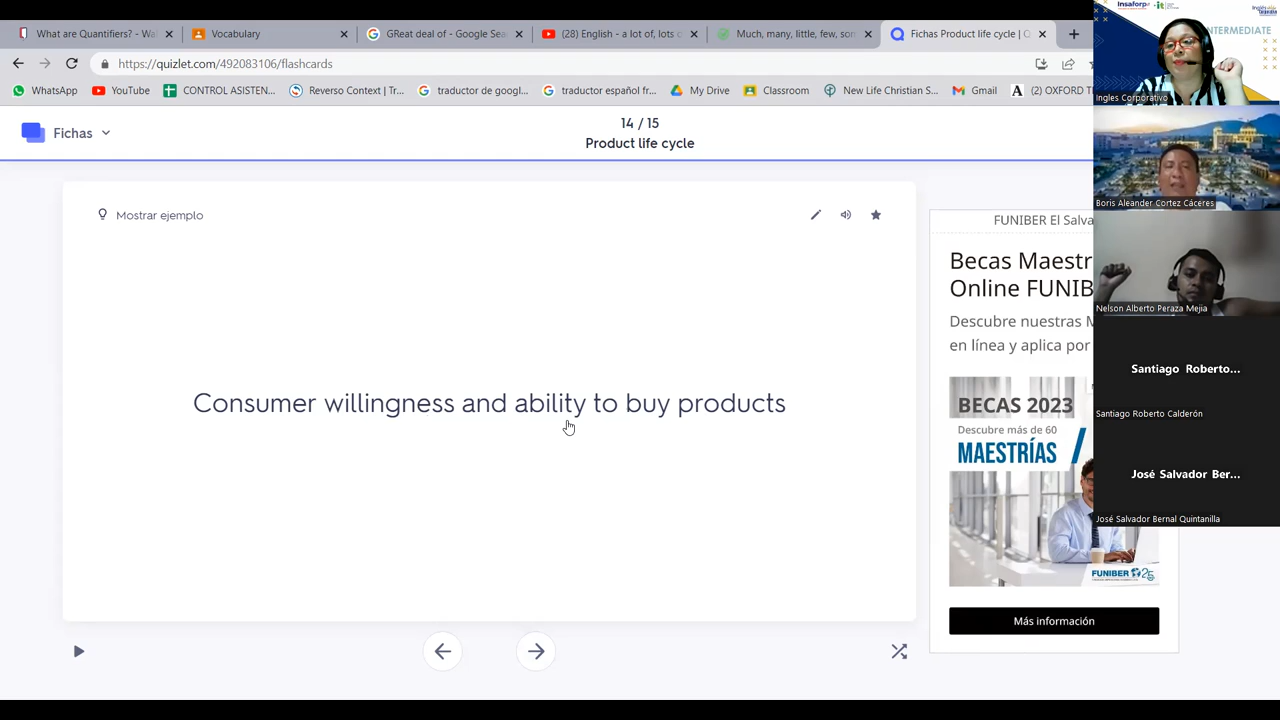 What are Quantifiers? - Wal
Vocabulary
GReat deal of - Google Sea
(28) English - a lot of, lots o
Much, many, little, few, som
Fichas Product life cycle | Q
https://quizlet.com/492083106/flashcards
WhatsApp
YouTube
CONTROL ASISTEN...
Reverso Context | Tr...
traductor de googl...
traductor español fr...
My Drive
Classroom
New Life Christian S...
Gmail
(2) OXFORD T
Fichas
14 / 15
Product life cycle
Mostrar ejemplo
Consumer willingness and ability to buy products
FUNIBER El Salva
Becas Maestr
Online FUNIB
Descubre nuestras M
en línea y aplica por
BECAS 2023
Descubre más de 60
MAESTRÍAS
FUNIBER 25
Más información
Insaforp
INTERMEDIATE
Ingles Corporativo
Boris Aleander Cortez Cáceres
Nelson Alberto Peraza Mejia
Santiago Roberto...
Santiago Roberto Calderón
José Salvador Ber...
José Salvador Bernal Quintanilla